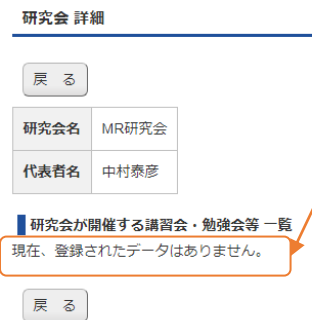 研究会 詳細
戻 る
研究会名 MR研究会
代表者名 中村泰彦
研究会が開催する講習会・勉強会等 一覧
現在、登録されたデータはありません。
戻 る